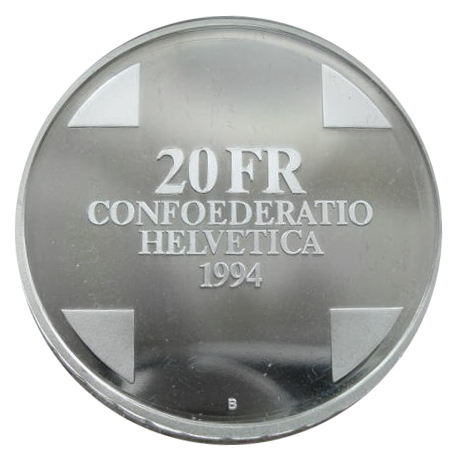 20 FR
CONFOEDERATIO
HELVETICA
1994
B